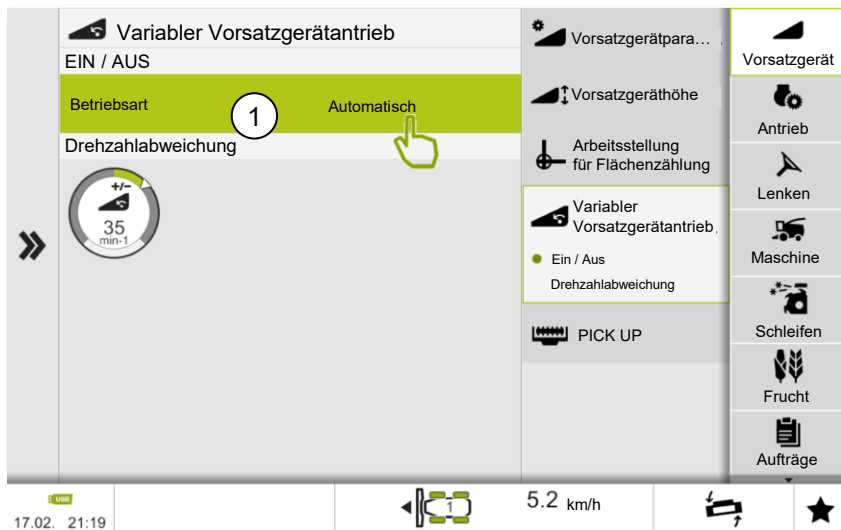 Variabler Vorsatzgerätantrieb
EIN / AUS
Betriebsart
1
Automatisch
Drehzahlabweichung
+/-
35
min-1
Vorsatzgerätpara...
Vorsatzgeräthöhe
Arbeitsstellung
für Flächenzählung
Variabler
Vorsatzgerätantrieb
Ein / Aus
Drehzahlabweichung
PICK UP
Vorsatzgerät
Antrieb
Lenken
Maschine
Schleifen
Frucht
Aufträge
USB
17.02. 21:19
1
5.2 km/h